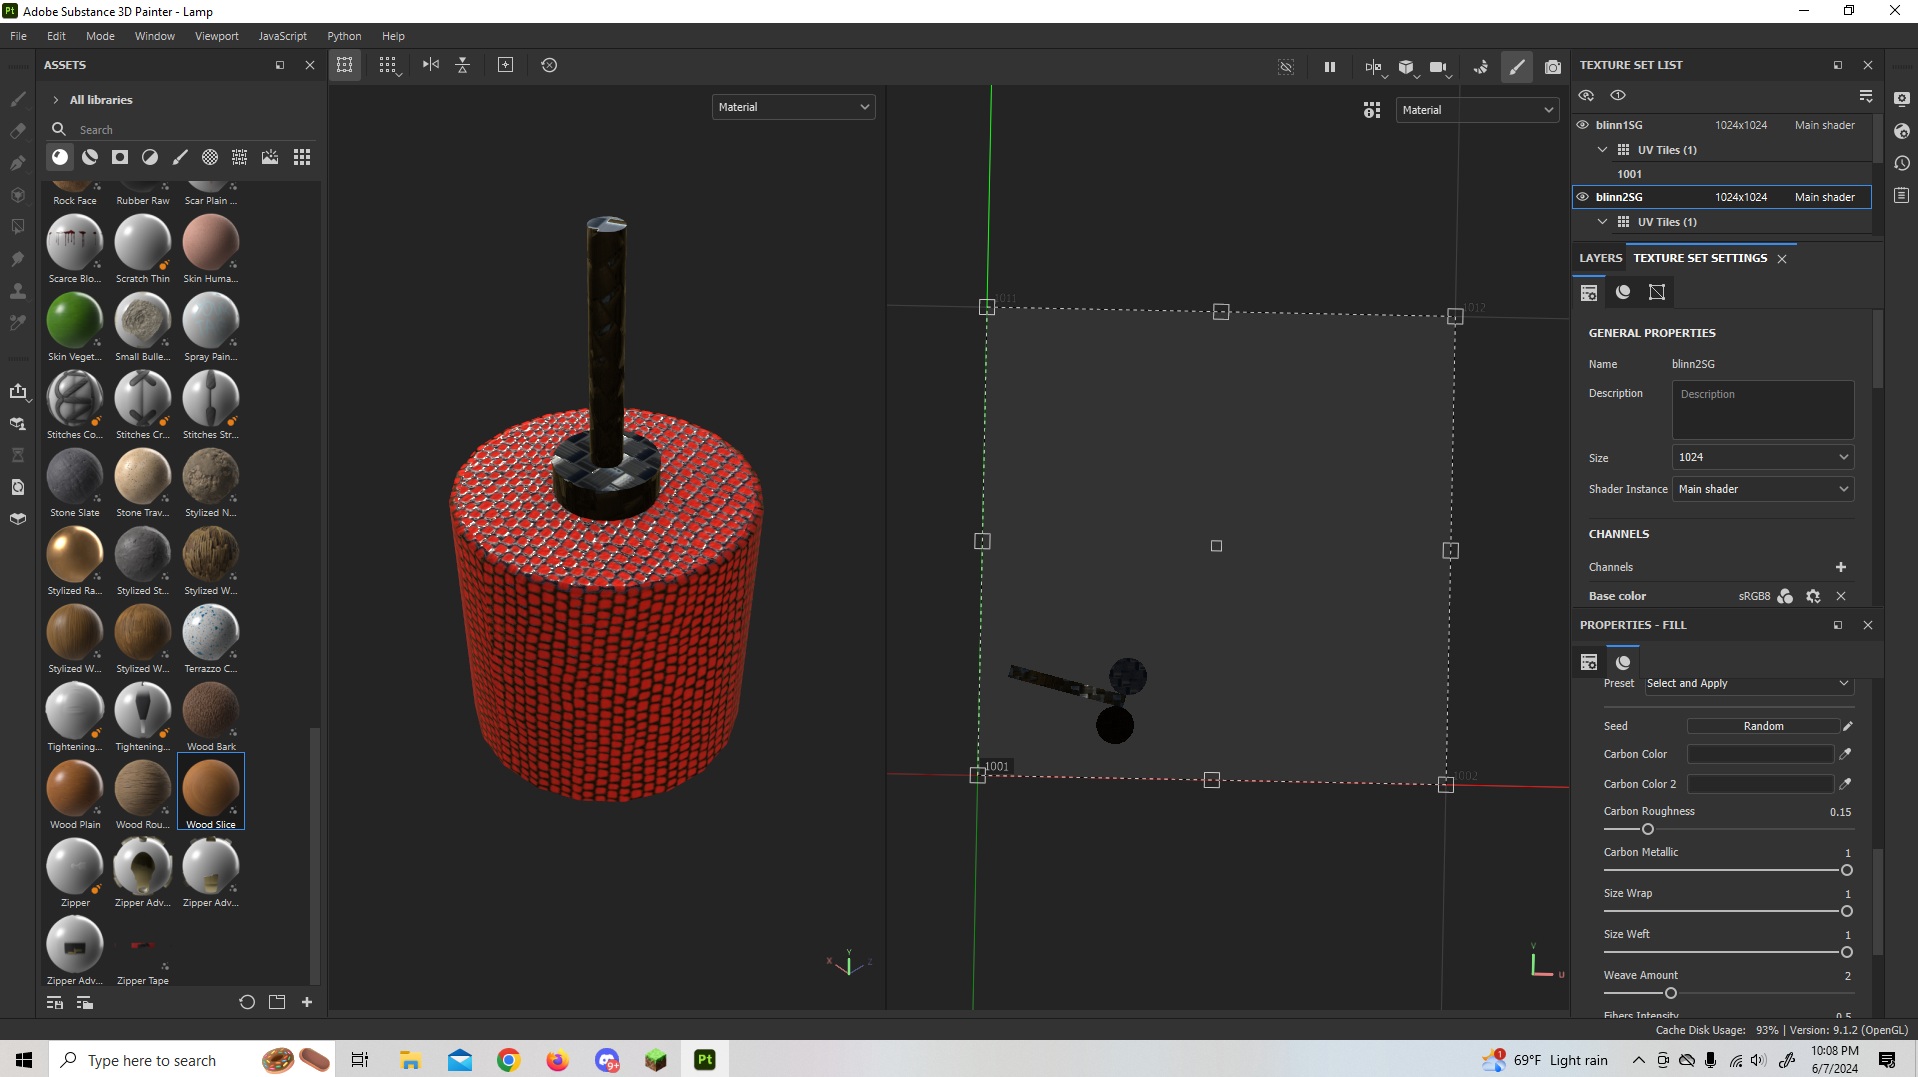 Pt Adobe Substance 3D Painter - Lamp
File Edit Mode Window Viewport JavaScript Python Help
ASSETS
All libraries
Search
Rock Face Rubber Raw Scar Plain ...
Scarce Blo... Scratch Thin Skin Huma...
Skin Veget... Small Bulle... Spray Pain...
Stitches Co... Stitches Cr... Stitches Str...
Stone Slate Stone Trav... Stylized N...
Stylized Ra... Stylized St... Stylized W...
Stylized W... Stylized W... Terrazzo C...
Tightening... Tightening... Wood Bark
Wood Plain Wood Rou... Wood Slice
Zipper Zipper Adv... Zipper Adv...
Zipper Adv... Zipper Tape
Material
X Y Z
Material
1011
1012
1001
1002
V
U
TEXTURE SET LIST
blinn1SG 1024x1024 Main shader
UV Tiles (1)
1001
blinn2SG 1024x1024 Main shader
UV Tiles (1)
LAYERS TEXTURE SET SETTINGS
GENERAL PROPERTIES
Name blinn2SG
Description Description
Size 1024
Shader Instance Main shader
CHANNELS
Channels
Base color sRGB8
PROPERTIES - FILL
Preset Select and Apply
Seed Random
Carbon Color
Carbon Color 2
Carbon Roughness 0.15
Carbon Metallic 1
Size Wrap 1
Size Weft 1
Weave Amount 2
Fibers Intensity 0.5
Cache Disk Usage: 93% | Version: 9.1.2 (OpenGL)
Type here to search
9+
Pt
1
69°F Light rain
10:08 PM
6/7/2024